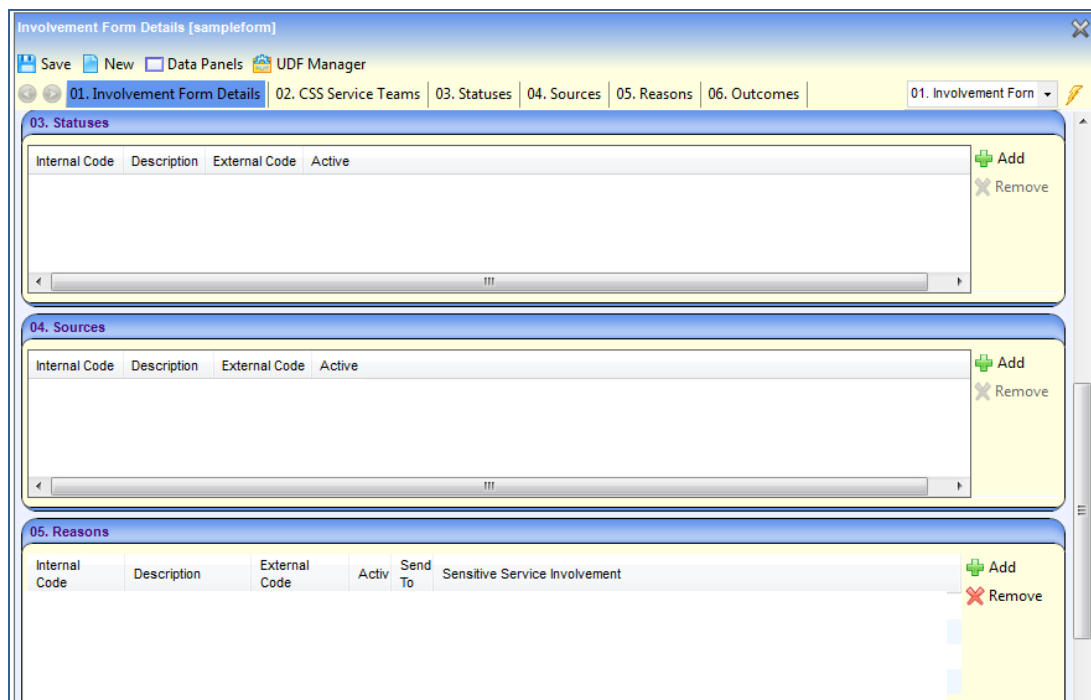 Involvement Form Details [sampleform]
Save New Data Panels UDF Manager
01. Involvement Form Details 02. CSS Service Teams 03. Statuses 04. Sources 05. Reasons 06. Outcomes 01. Involvement Forn
03. Statuses
Internal Code Description External Code Active
Add
Remove
04. Sources
Internal Code Description External Code Active
Add
Remove
05. Reasons
Internal Code Description External Code Activ Send To Sensitive Service Involvement
Add
Remove